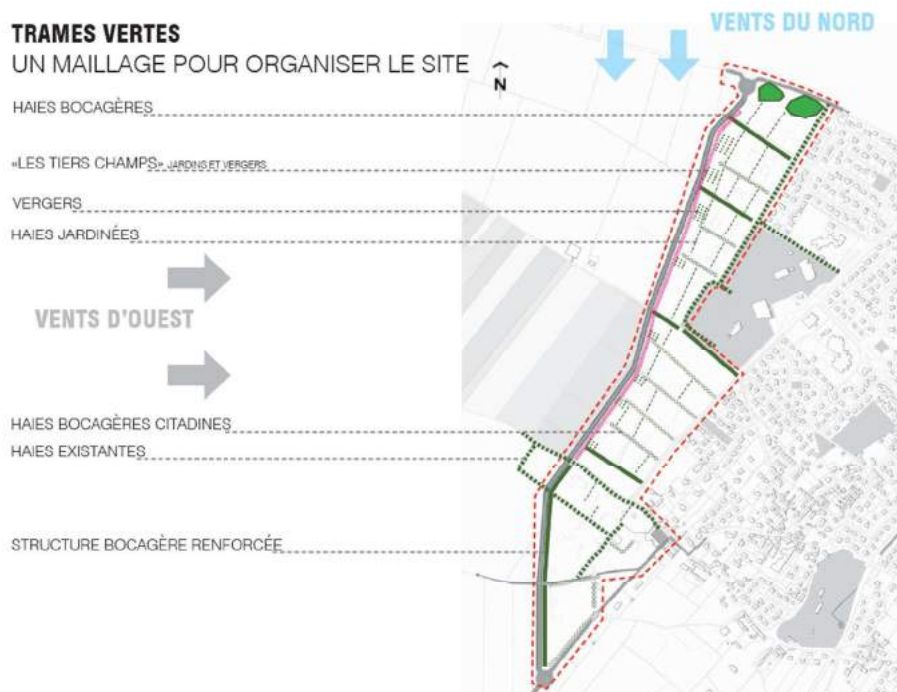 TRAMES VERTES
UN MAILLAGE POUR ORGANISER LE SITE
VENTS DU NORD
N
HAIES BOCAGÈRES
«LES TIERS CHAMPS» JARDINS ET VERGERS
VERGERS
HAIES JARDINÉES
VENTS D'OUEST
HAIES BOCAGÈRES CITADINES
HAIES EXISTANTES
STRUCTURE BOCAGÈRE RENFORCÉE